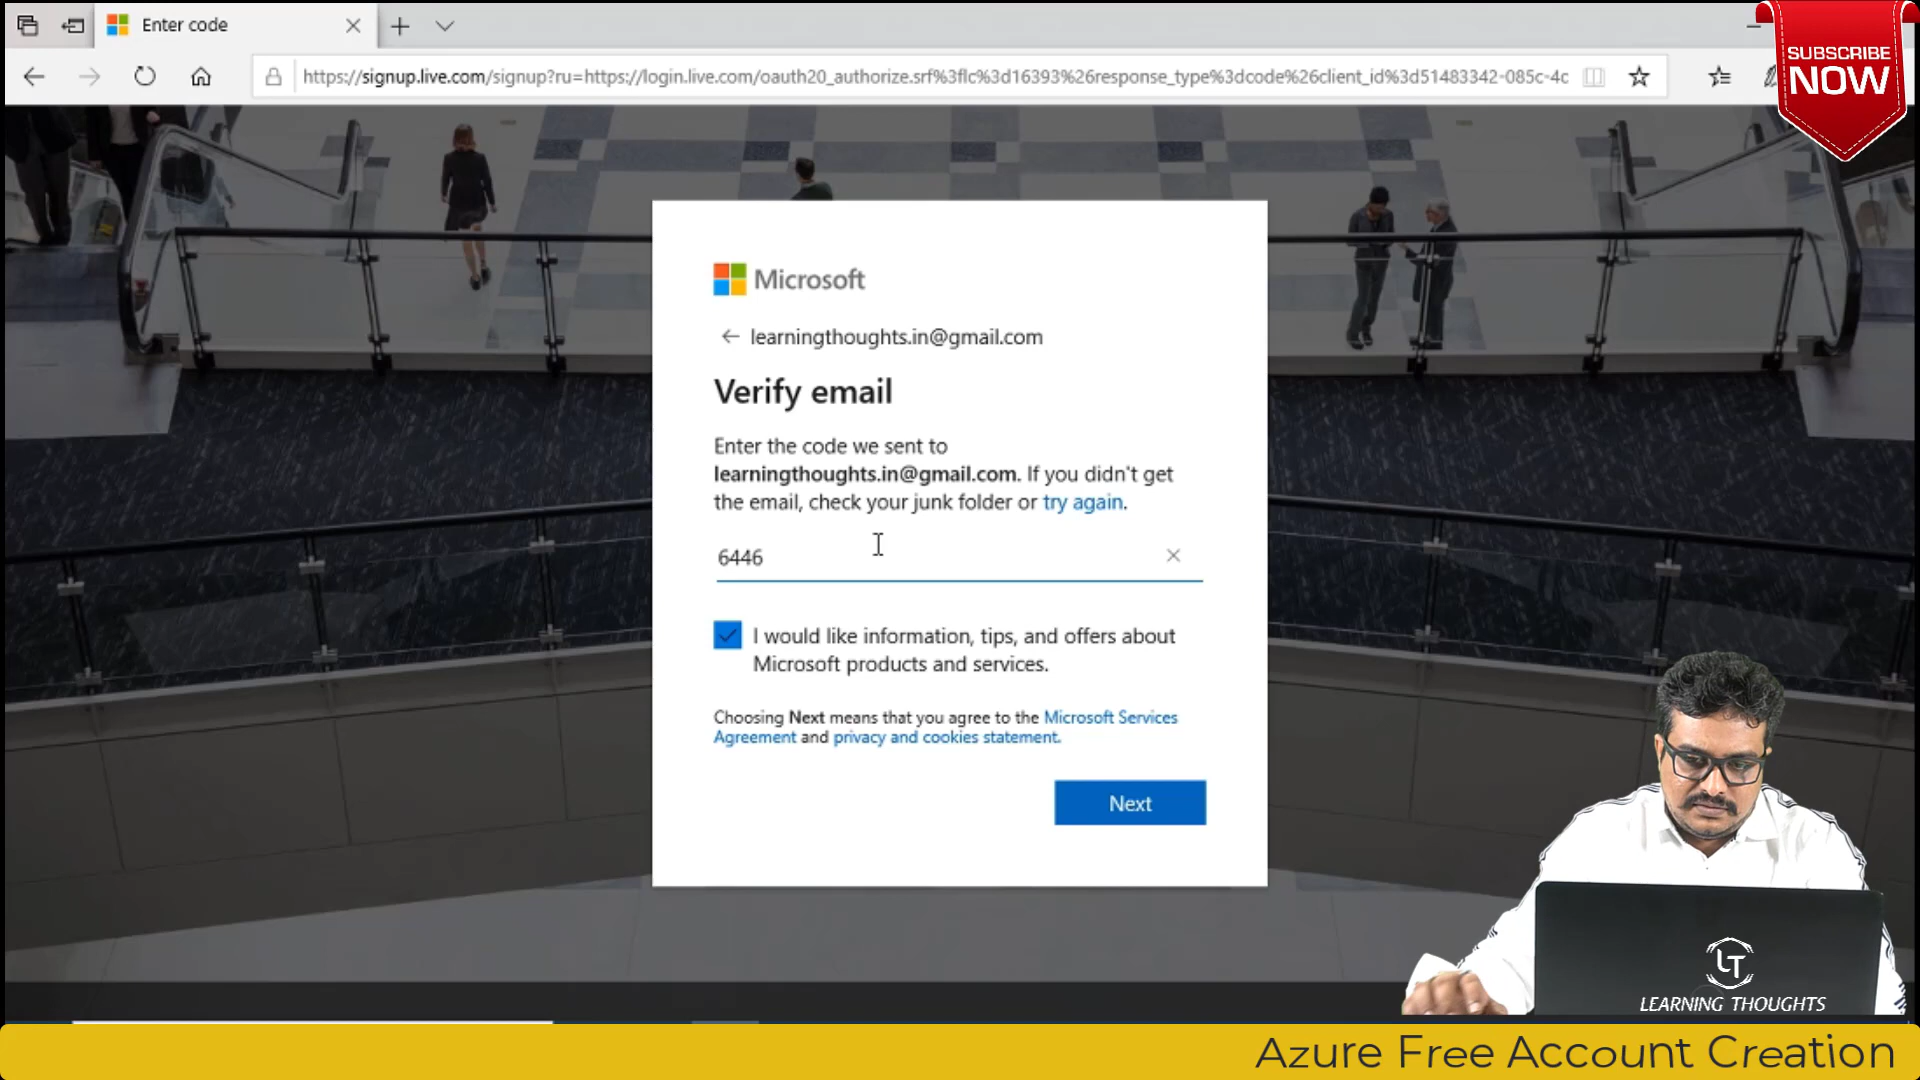 Enter code
https://signup.live.com/signup?ru=https://login.live.com/oauth20_authorize.srf%3flc%3d16393%26response_type%3dcode%26client_id%3d51483342-085c-4c
SUBSCRIBE
NOW
Microsoft
learningthoughts.in@gmail.com
Verify email
Enter the code we sent to
learningthoughts.in@gmail.com. If you didn't get
the email, check your junk folder or try again.
6446
I would like information, tips, and offers about
Microsoft products and services.
Choosing Next means that you agree to the Microsoft Services
Agreement and privacy and cookies statement.
Next
LT
LEARNING THOUGHTS
Azure Free Account Creation